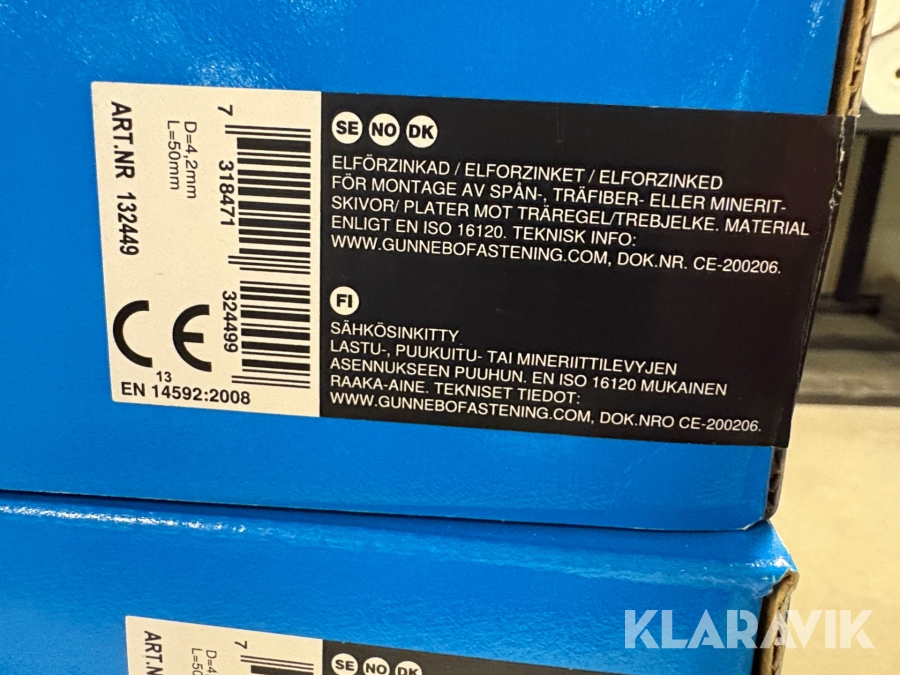 ART.NR 132449
D=4,2mm
L=50mm
7 318471 324499
CE
13
EN 14592:2008
SE NO DK
ELFÖRZINKAD / ELFORZINKET / ELFORZINKED
FÖR MONTAGE AV SPÅN-, TRÄFIBER- ELLER MINERIT-
SKIVOR/ PLATER MOT TRÄREGEL/TREBJELKE. MATERIAL
ENLIGT EN ISO 16120. TEKNISK INFO:
WWW.GUNNEBOFASTENING.COM, DOK.NR. CE-200206.
FI
SÄHKÖSINKITTY
LASTU-, PUUKUITU- TAI MINERIITTILEVYJEN
ASENNUKSEEN PUUHUN. EN ISO 16120 MUKAINEN
RAAKA-AINE. TEKNISET TIEDOT:
WWW.GUNNEBOFASTENING.COM, DOK.NRO CE-200206.
ART.N
D=4
L=50
7
SE NO DK
KLARAVIK